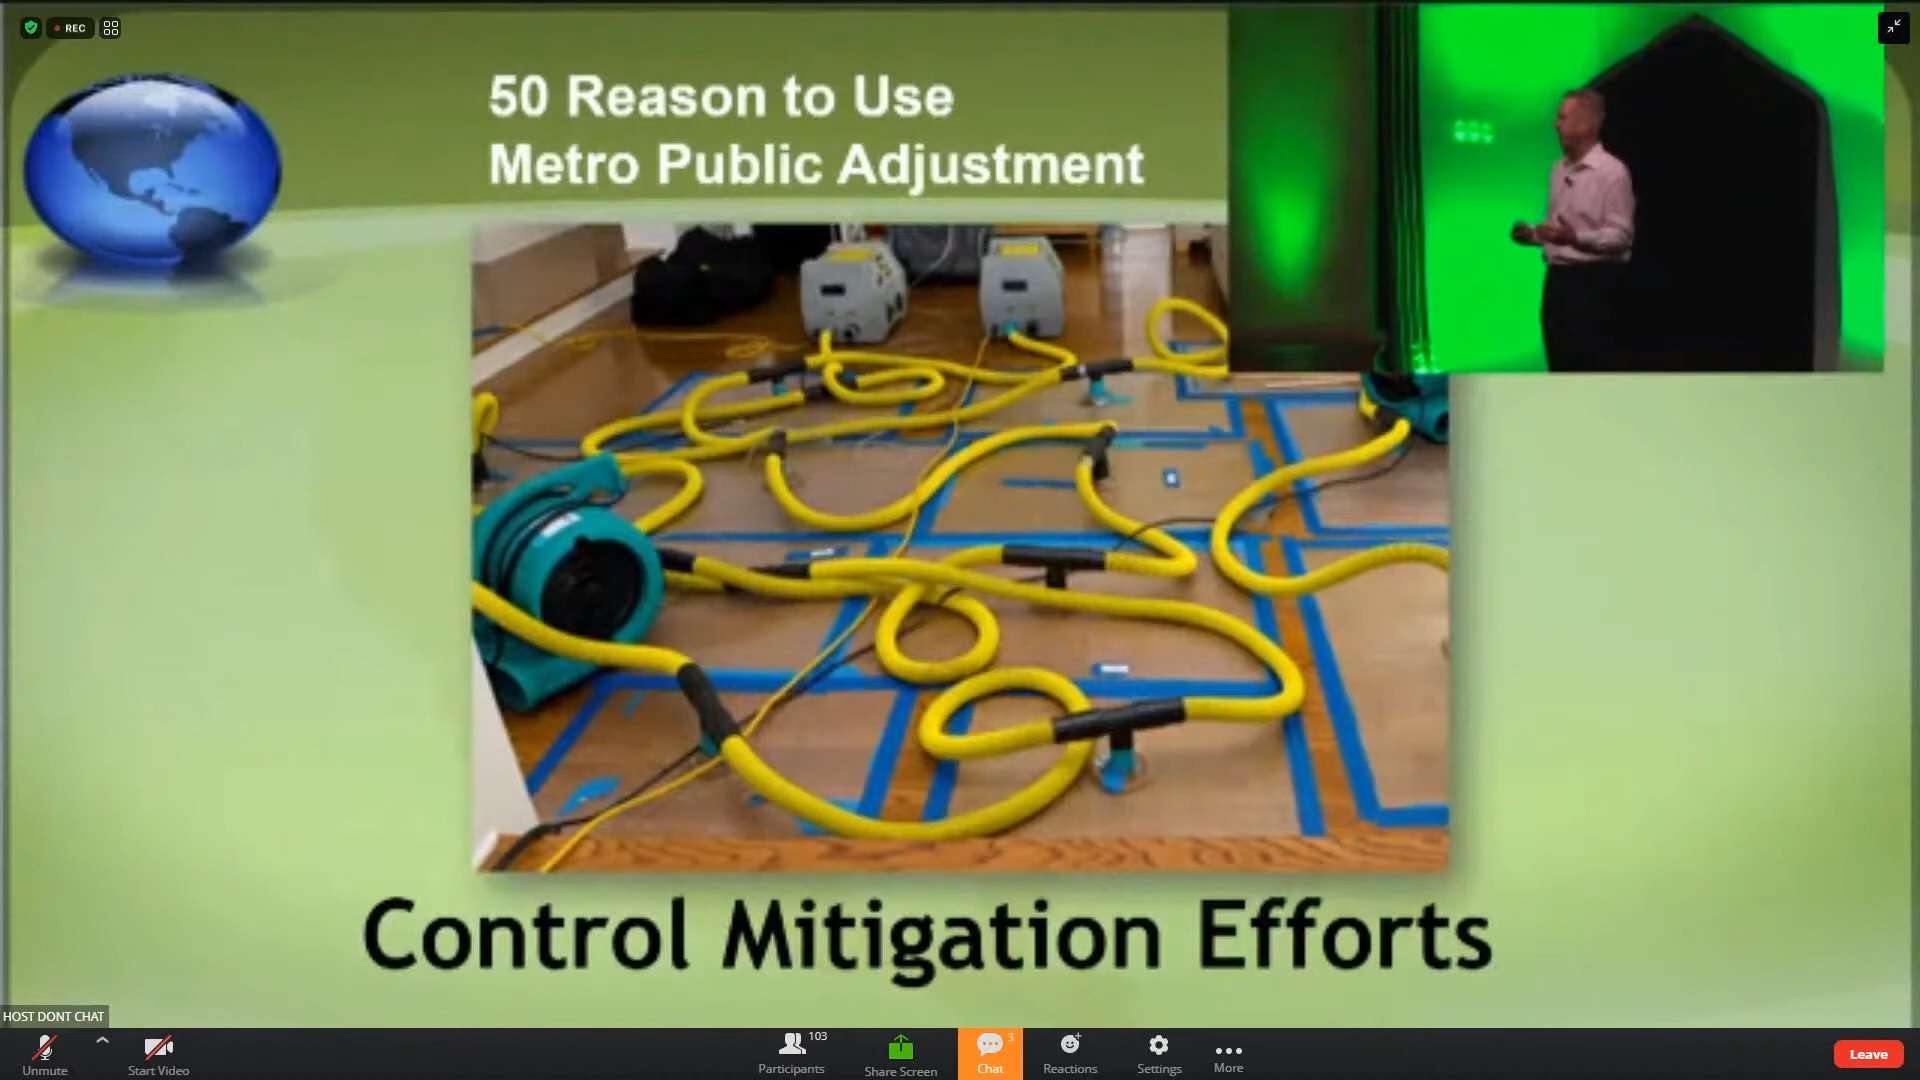 REC
50 Reason to Use
Metro Public Adjustment
Control Mitigation Efforts
HOST DONT CHAT
Unmute
Start Video
103
Participants
Share Screen
3
Chat
Reactions
Settings
More
Leave